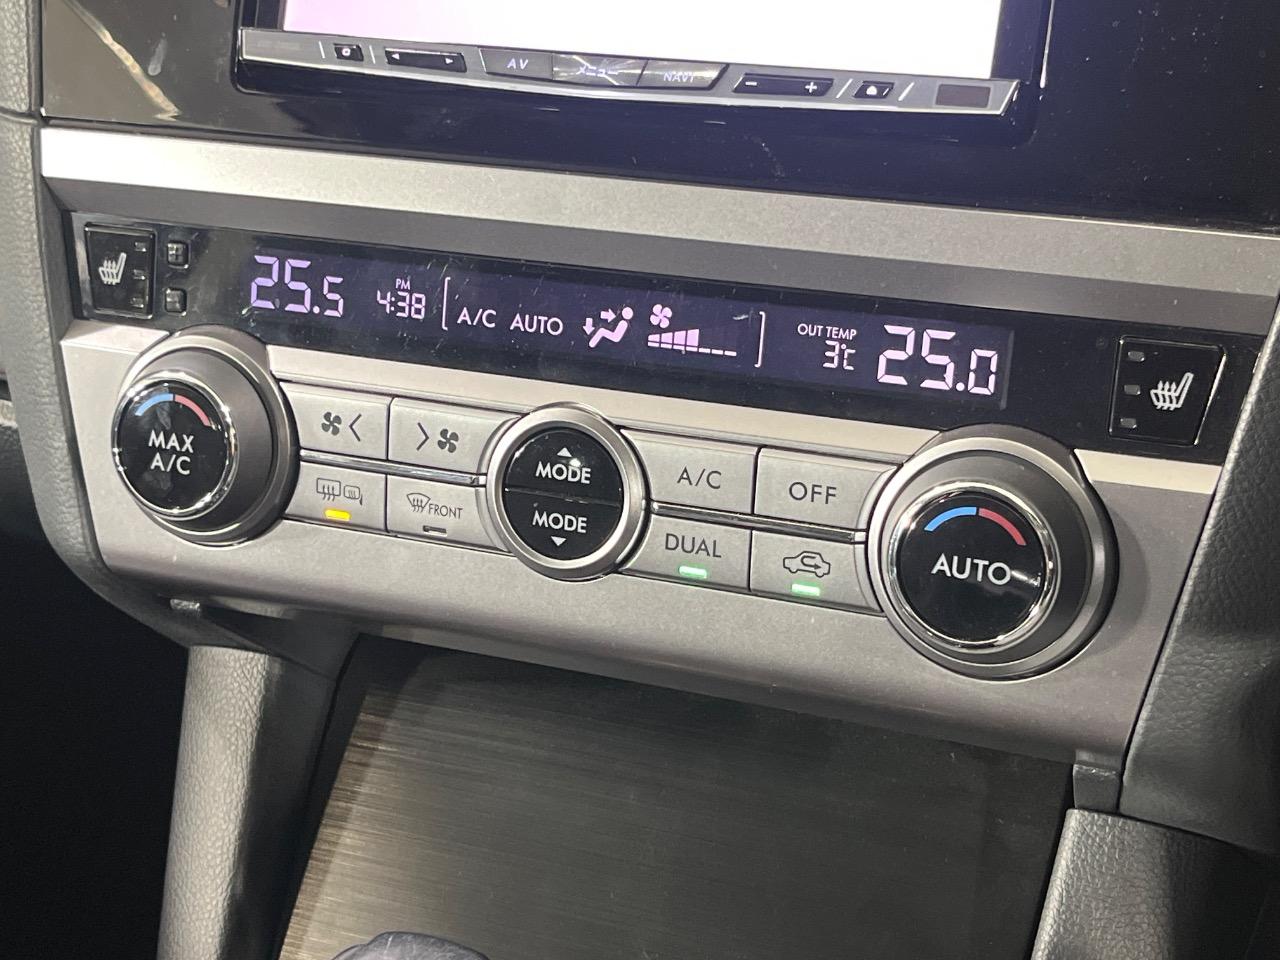 AV メニュー NAVI − +
25.5 PM 4:38 [ A/C AUTO ] OUT TEMP 3℃ 25.0
MAX
A/C
MODE
MODE
FRONT
A/C OFF
DUAL
AUTO